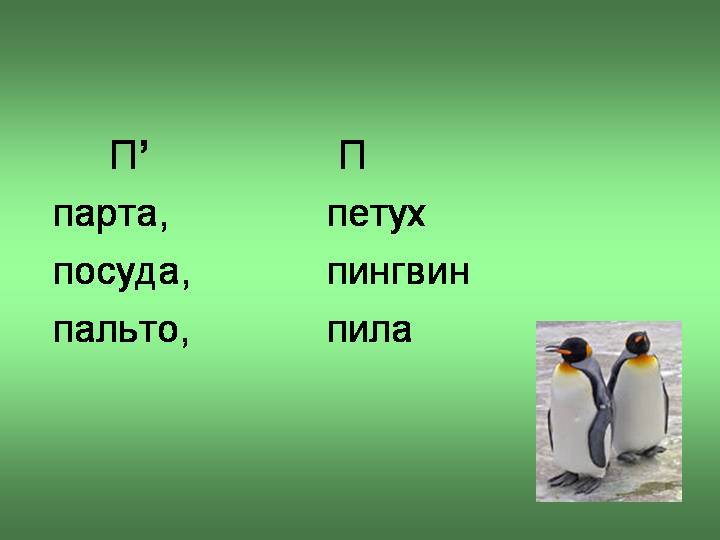 П’ П
парта, петух
посуда, пингвин
пальто, пила